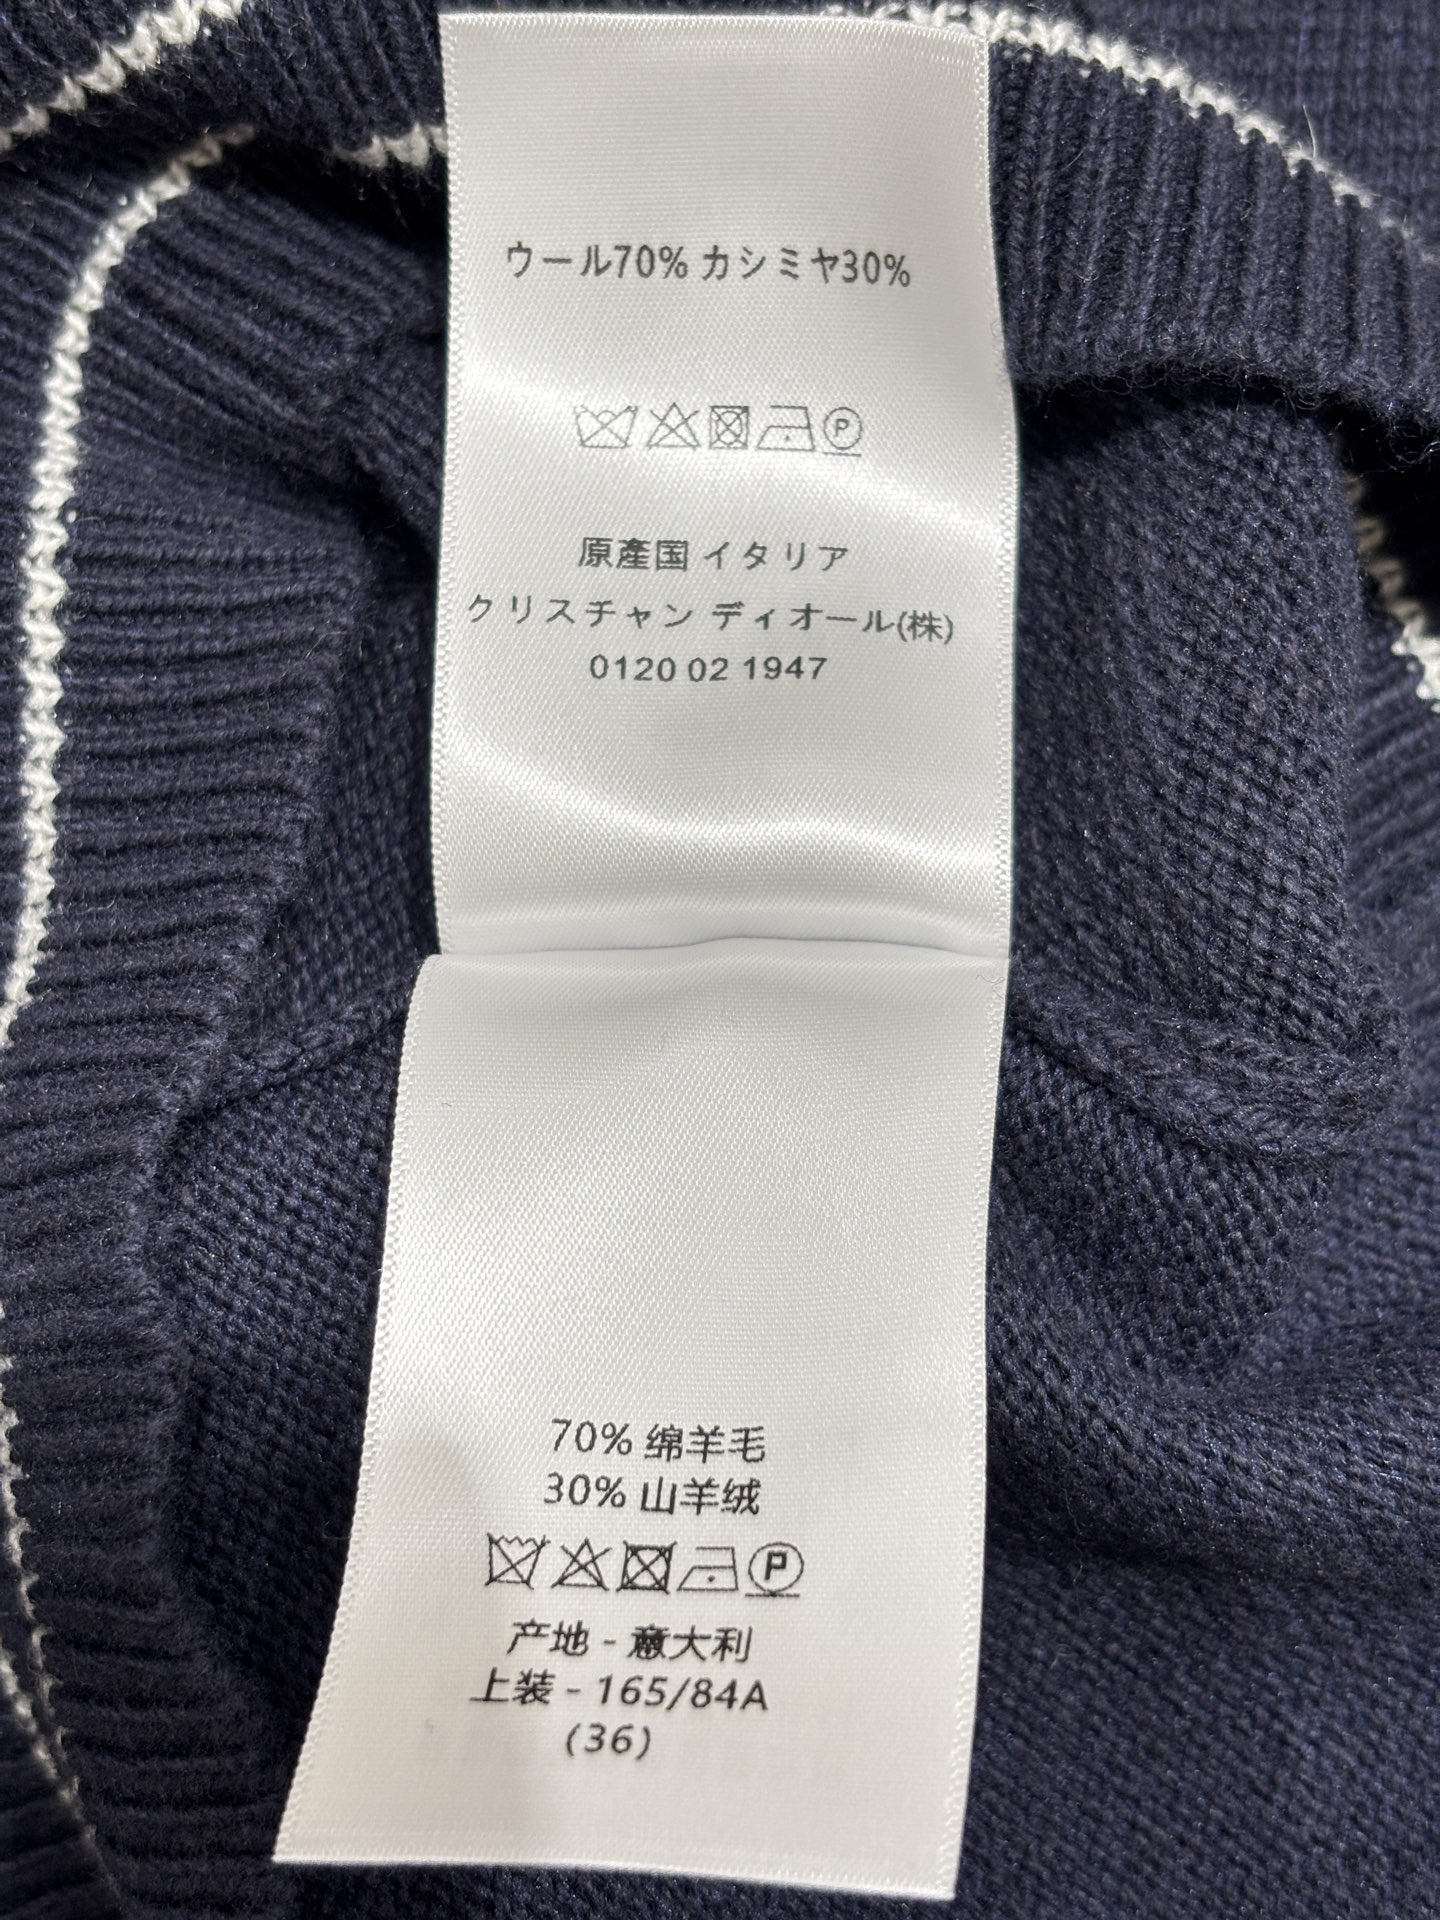 ウール70% カシミヤ30%
P
原產国 イタリア
クリスチャン ディオール(株)
0120 02 1947
70% 绵羊毛
30% 山羊绒
P
产地 - 意大利
上装 - 165/84A
(36)